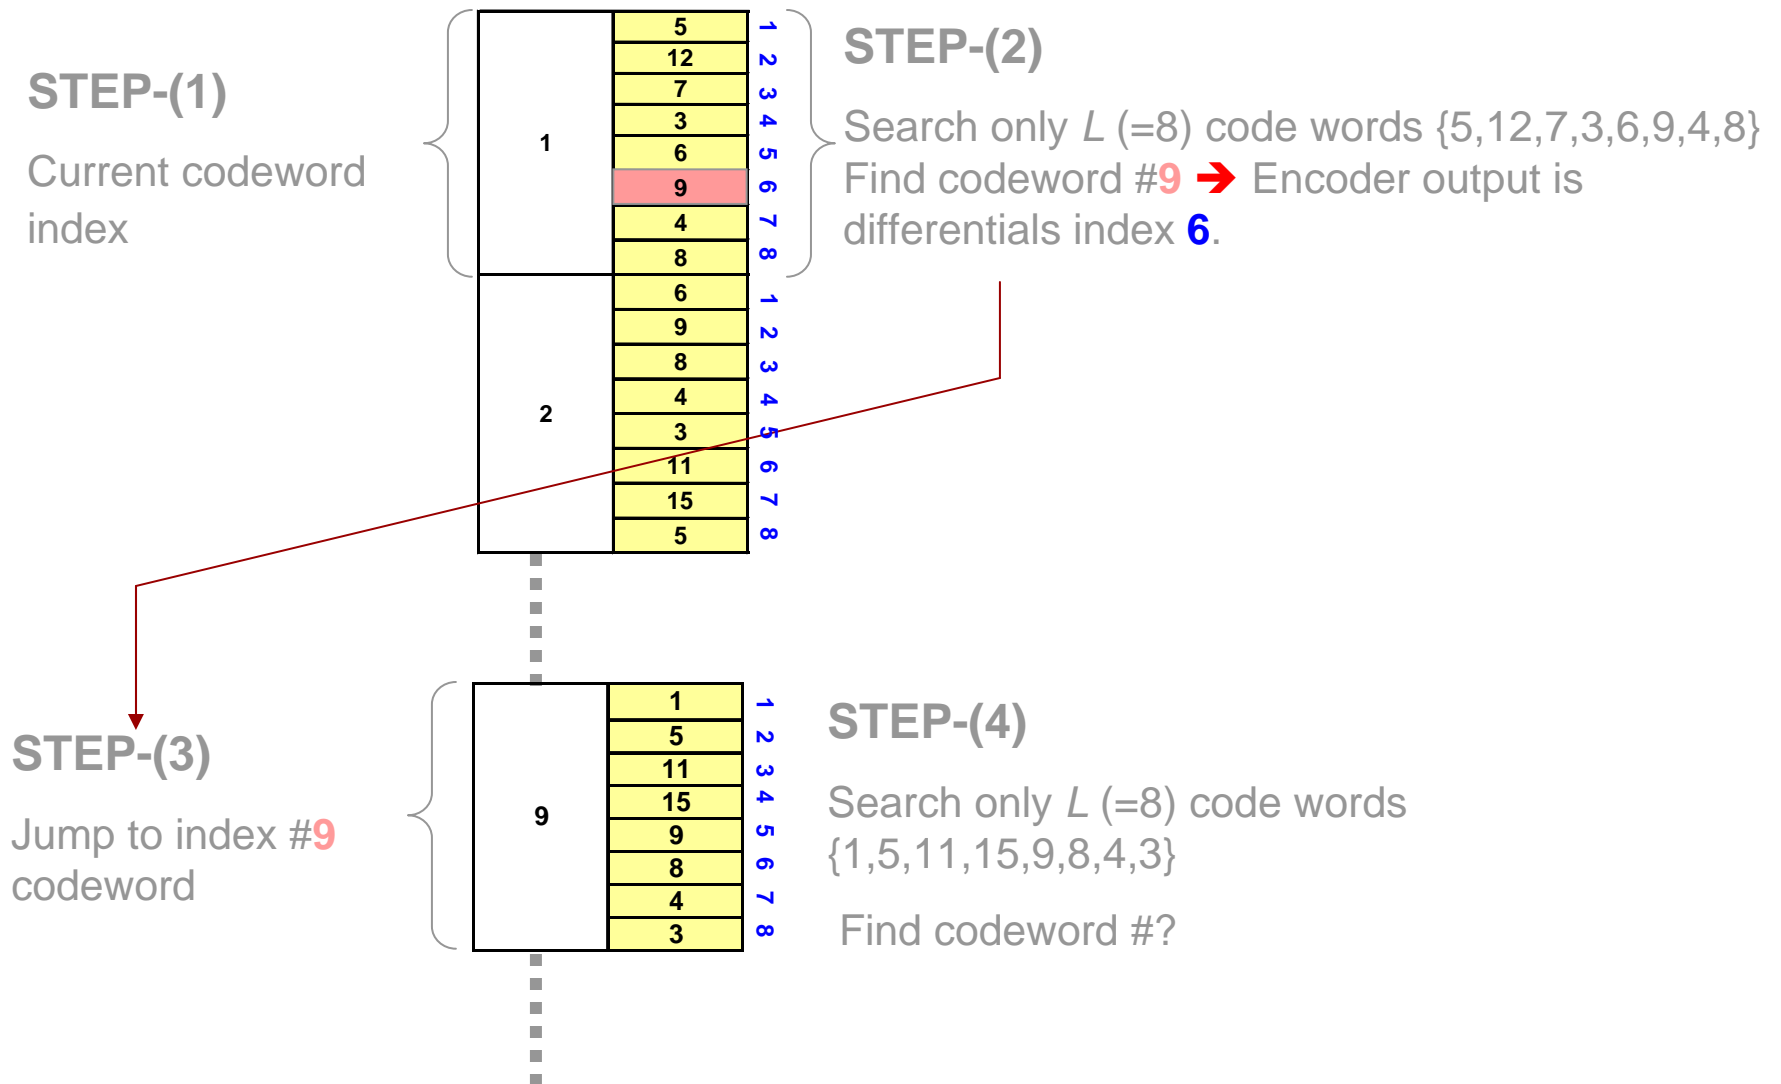 STEP-(1)
Current codeword
index
1
5 1
12 2
7 3
3 4
6 5
9 6
4 7
8 8
STEP-(2)
Search only L (=8) code words {5,12,7,3,6,9,4,8}
Find codeword #9 ➔ Encoder output is
differentials index 6.
2
6 1
9 2
8 3
4 4
3 5
11 6
15 7
5 8
STEP-(3)
Jump to index #9
codeword
9
1 1
5 2
11 3
15 4
9 5
8 6
4 7
3 8
STEP-(4)
Search only L (=8) code words
{1,5,11,15,9,8,4,3}
Find codeword #?